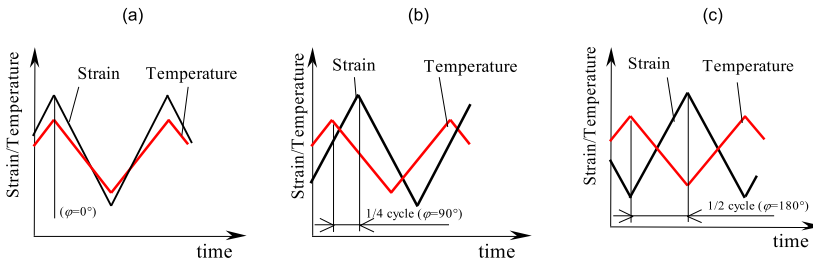 (a)
Strain/Temperature
Strain
Temperature
(φ=0°)
time
(b)
Strain/Temperature
Strain
Temperature
1/4 cycle (φ=90°)
time
(c)
Strain/Temperature
Strain
Temperature
1/2 cycle (φ=180°)
time